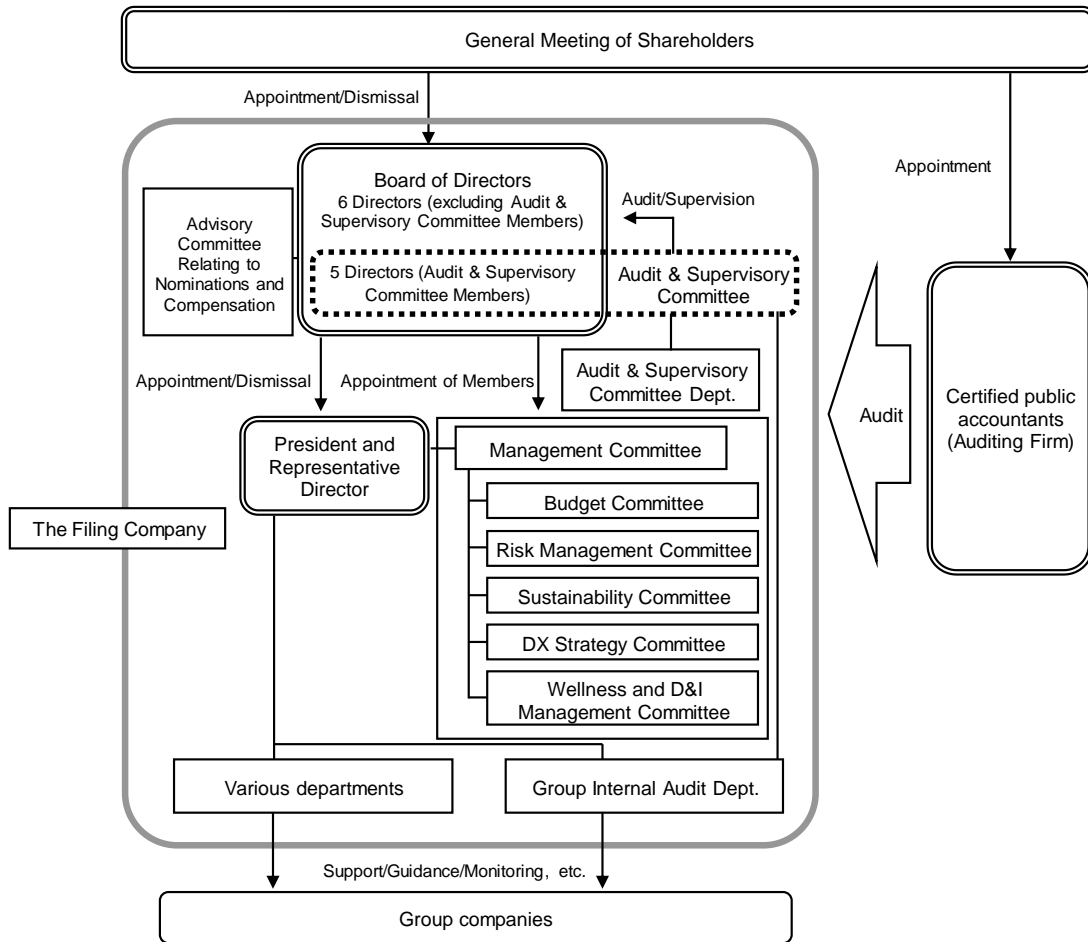 General Meeting of Shareholders
Appointment/Dismissal
Appointment
Board of Directors
6 Directors (excluding Audit &
Supervisory Committee Members)
Audit/Supervision
Advisory
Committee
Relating to
Nominations and
Compensation
5 Directors (Audit & Supervisory
Committee Members)
Audit & Supervisory
Committee
Appointment/Dismissal
Appointment of Members
Audit & Supervisory
Committee Dept.
Audit
Certified public
accountants
(Auditing Firm)
President and
Representative
Director
Management Committee
Budget Committee
The Filing Company
Risk Management Committee
Sustainability Committee
DX Strategy Committee
Wellness and D&I
Management Committee
Various departments
Group Internal Audit Dept.
Support/Guidance/Monitoring, etc.
Group companies